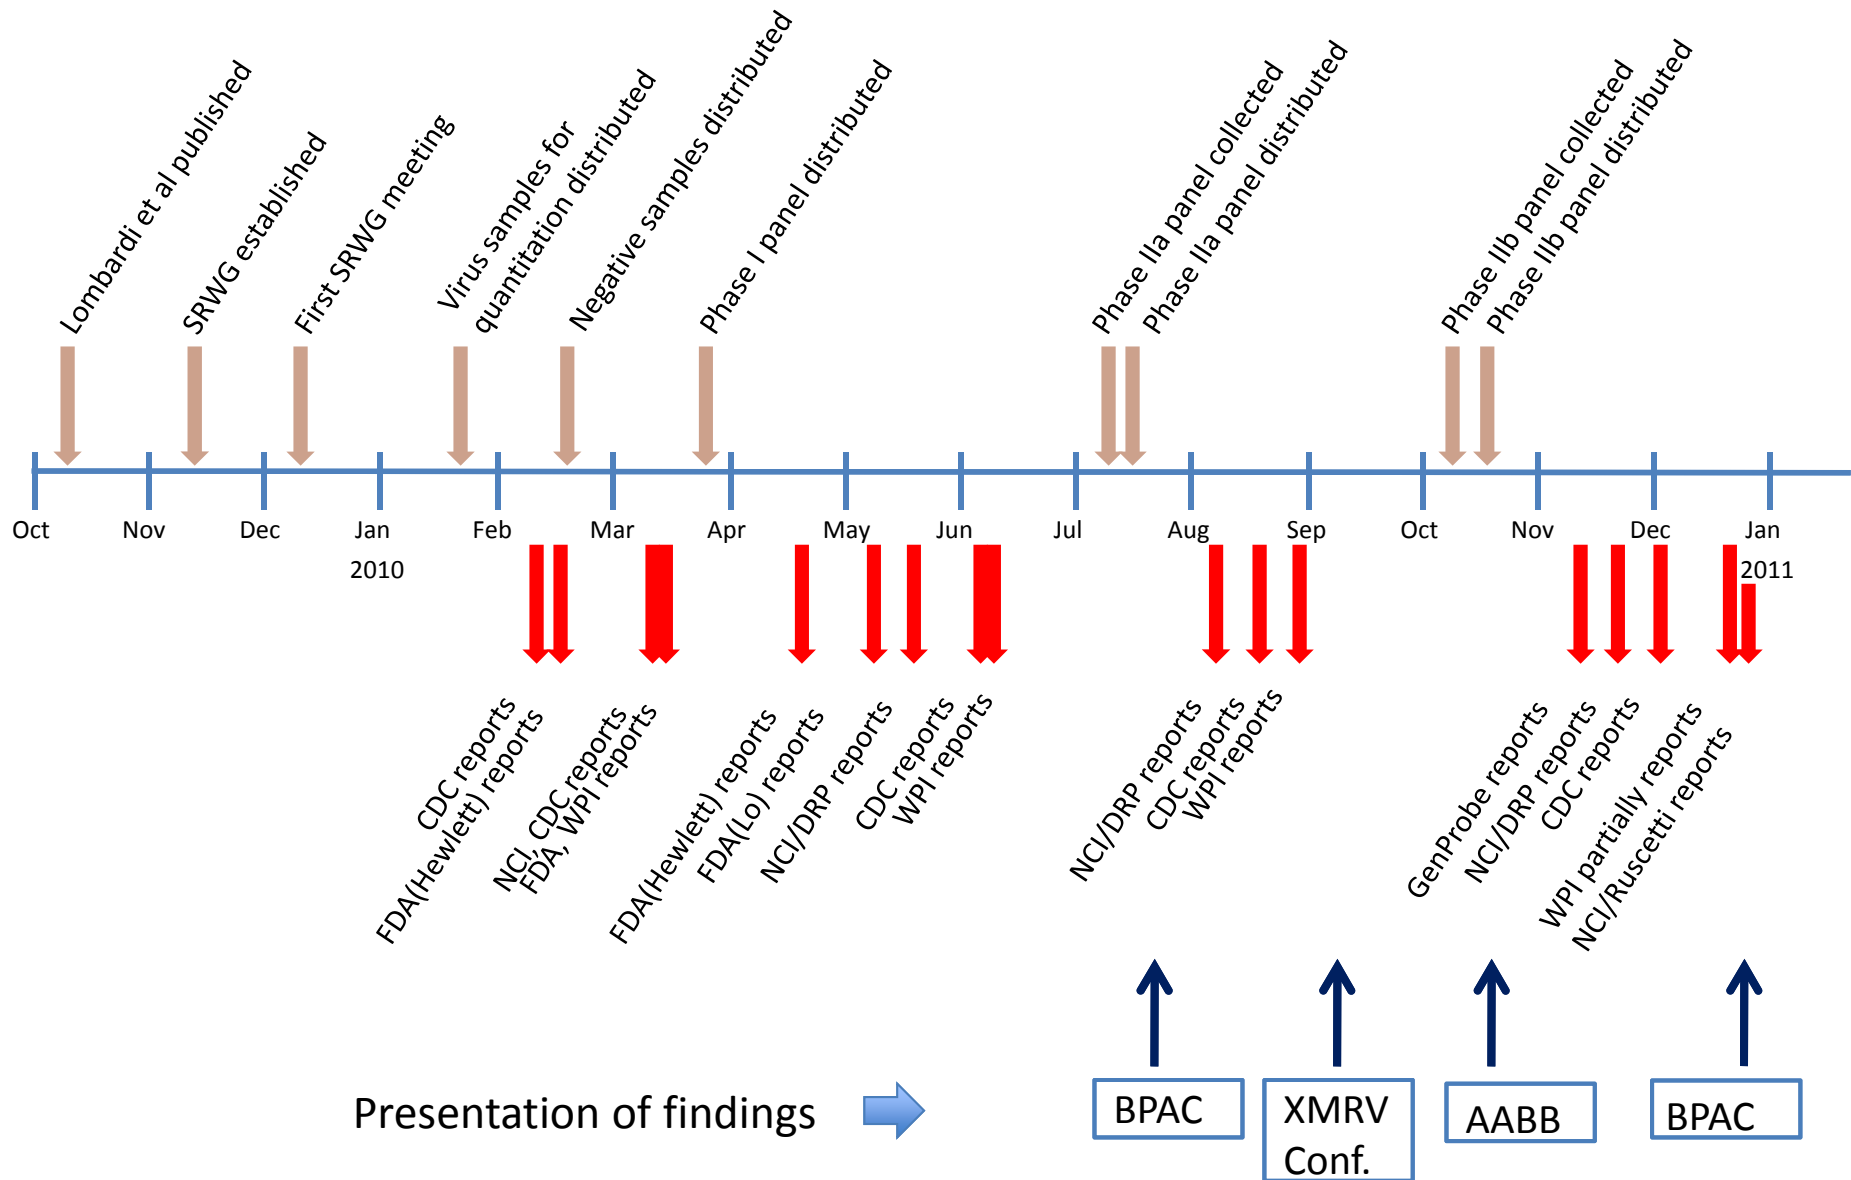 Lombardi et al published
SRWG established
First SRWG meeting
Virus samples for
quantitation distributed
Negative samples distributed
Phase I panel distributed
Phase IIa panel collected
Phase IIa panel distributed
Phase IIb panel collected
Phase IIb panel distributed
Oct
Nov
Dec
Jan
Feb
Mar
Apr
May
Jun
Jul
Aug
Sep
Oct
Nov
Dec
Jan
2010
2011
CDC reports
FDA(Hewlett) reports
NCI, CDC reports
FDA, WPI reports
FDA(Hewlett) reports
FDA(Lo) reports
NCI/DRP reports
CDC reports
WPI reports
NCI/DRP reports
CDC reports
WPI reports
GenProbe reports
NCI/DRP reports
CDC reports
WPI partially reports
NCI/Ruscetti reports
Presentation of findings
BPAC
XMRV
Conf.
AABB
BPAC